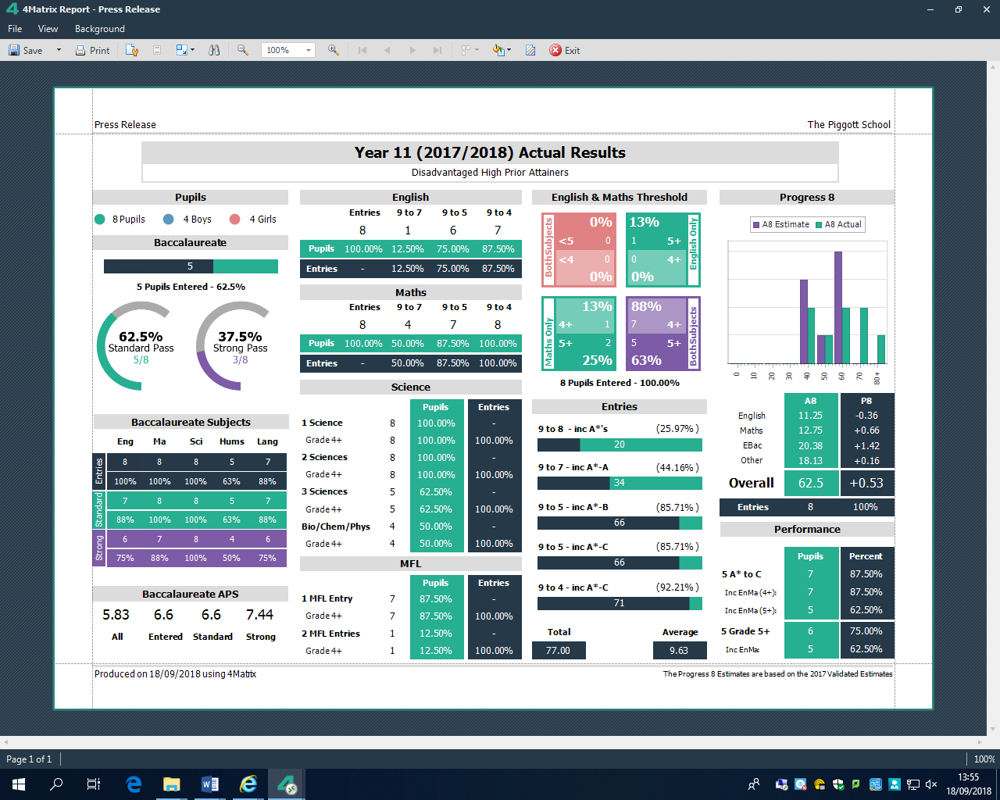 4Matrix Report - Press Release
File View Background
Save Print 100% Exit
Press Release
The Piggott School
Year 11 (2017/2018) Actual Results
Disadvantaged High Prior Attainers
Pupils
8 Pupils 4 Boys 4 Girls
Baccalaureate
5
5 Pupils Entered - 62.5%
62.5%
Standard Pass
5/8
37.5%
Strong Pass
3/8
Baccalaureate Subjects
Eng Ma Sci Hums Lang
Entries
8 8 8 5 7
100% 100% 100% 63% 88%
Standard
7 8 8 5 7
88% 100% 100% 63% 88%
Strong
6 7 8 4 6
75% 88% 100% 50% 75%
Baccalaureate APS
5.83 6.6 6.6 7.44
All Entered Standard Strong
English
Entries 9 to 7 9 to 5 9 to 4
8 1 6 7
Pupils 100.00% 12.50% 75.00% 87.50%
Entries - 12.50% 75.00% 87.50%
Maths
Entries 9 to 7 9 to 5 9 to 4
8 4 7 8
Pupils 100.00% 50.00% 87.50% 100.00%
Entries - 50.00% 87.50% 100.00%
Science
Pupils Entries
1 Science 8 100.00% -
Grade 4+ 8 100.00% 100.00%
2 Sciences 8 100.00% -
Grade 4+ 8 100.00% 100.00%
3 Sciences 5 62.50% -
Grade 4+ 5 62.50% 100.00%
Bio/Chem/Phys 4 50.00% -
Grade 4+ 4 50.00% 100.00%
MFL
Pupils Entries
1 MFL Entry 7 87.50% -
Grade 4+ 7 87.50% 100.00%
2 MFL Entries 1 12.50% -
Grade 4+ 1 12.50% 100.00%
English & Maths Threshold
Both Subjects
0%
<5 0
<4 0
0%
13%
1 5+
0 4+
0%
English Only
Maths Only
13%
4+ 1
5+ 2
25%
88%
7 4+
5 5+
63%
Both Subjects
8 Pupils Entered - 100.00%
Entries
9 to 8 - inc A*'s (25.97%)
20
9 to 7 - inc A*-A (44.16%)
34
9 to 5 - inc A*-B (85.71%)
66
9 to 5 - inc A*-C (85.71%)
66
9 to 4 - inc A*-C (92.21%)
71
Total Average
77.00 9.63
Progress 8
A8 Estimate A8 Actual
0 10 20 30 40 50 60 70 80+
A8 P8
English 11.25 -0.36
Maths 12.75 +0.66
EBac 20.38 +1.42
Other 18.13 +0.16
Overall 62.5 +0.53
Entries 8 100%
Performance
Pupils Percent
5 A* to C 7 87.50%
Inc EnMa (4+): 7 87.50%
Inc EnMa (5+): 5 62.50%
5 Grade 5+ 6 75.00%
Inc EnMa: 5 62.50%
Produced on 18/09/2018 using 4Matrix
The Progress 8 Estimates are based on the 2017 Validated Estimates
Page 1 of 1
100%
13:55
18/09/2018